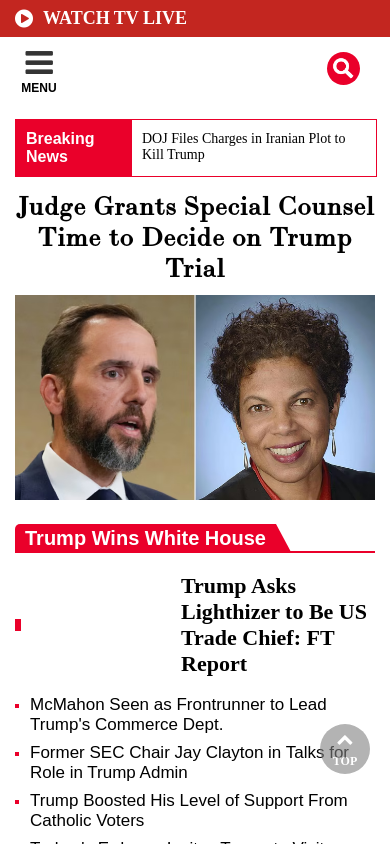 WATCH TV LIVE
MENU
Breaking
News
DOJ Files Charges in Iranian Plot to
Kill Trump
Judge Grants Special Counsel
Time to Decide on Trump
Trial
Trump Wins White House
Trump Asks
Lighthizer to Be US
Trade Chief: FT
Report
McMahon Seen as Frontrunner to Lead
Trump's Commerce Dept.
Former SEC Chair Jay Clayton in Talks for
Role in Trump Admin
TOP
Trump Boosted His Level of Support From
Catholic Voters